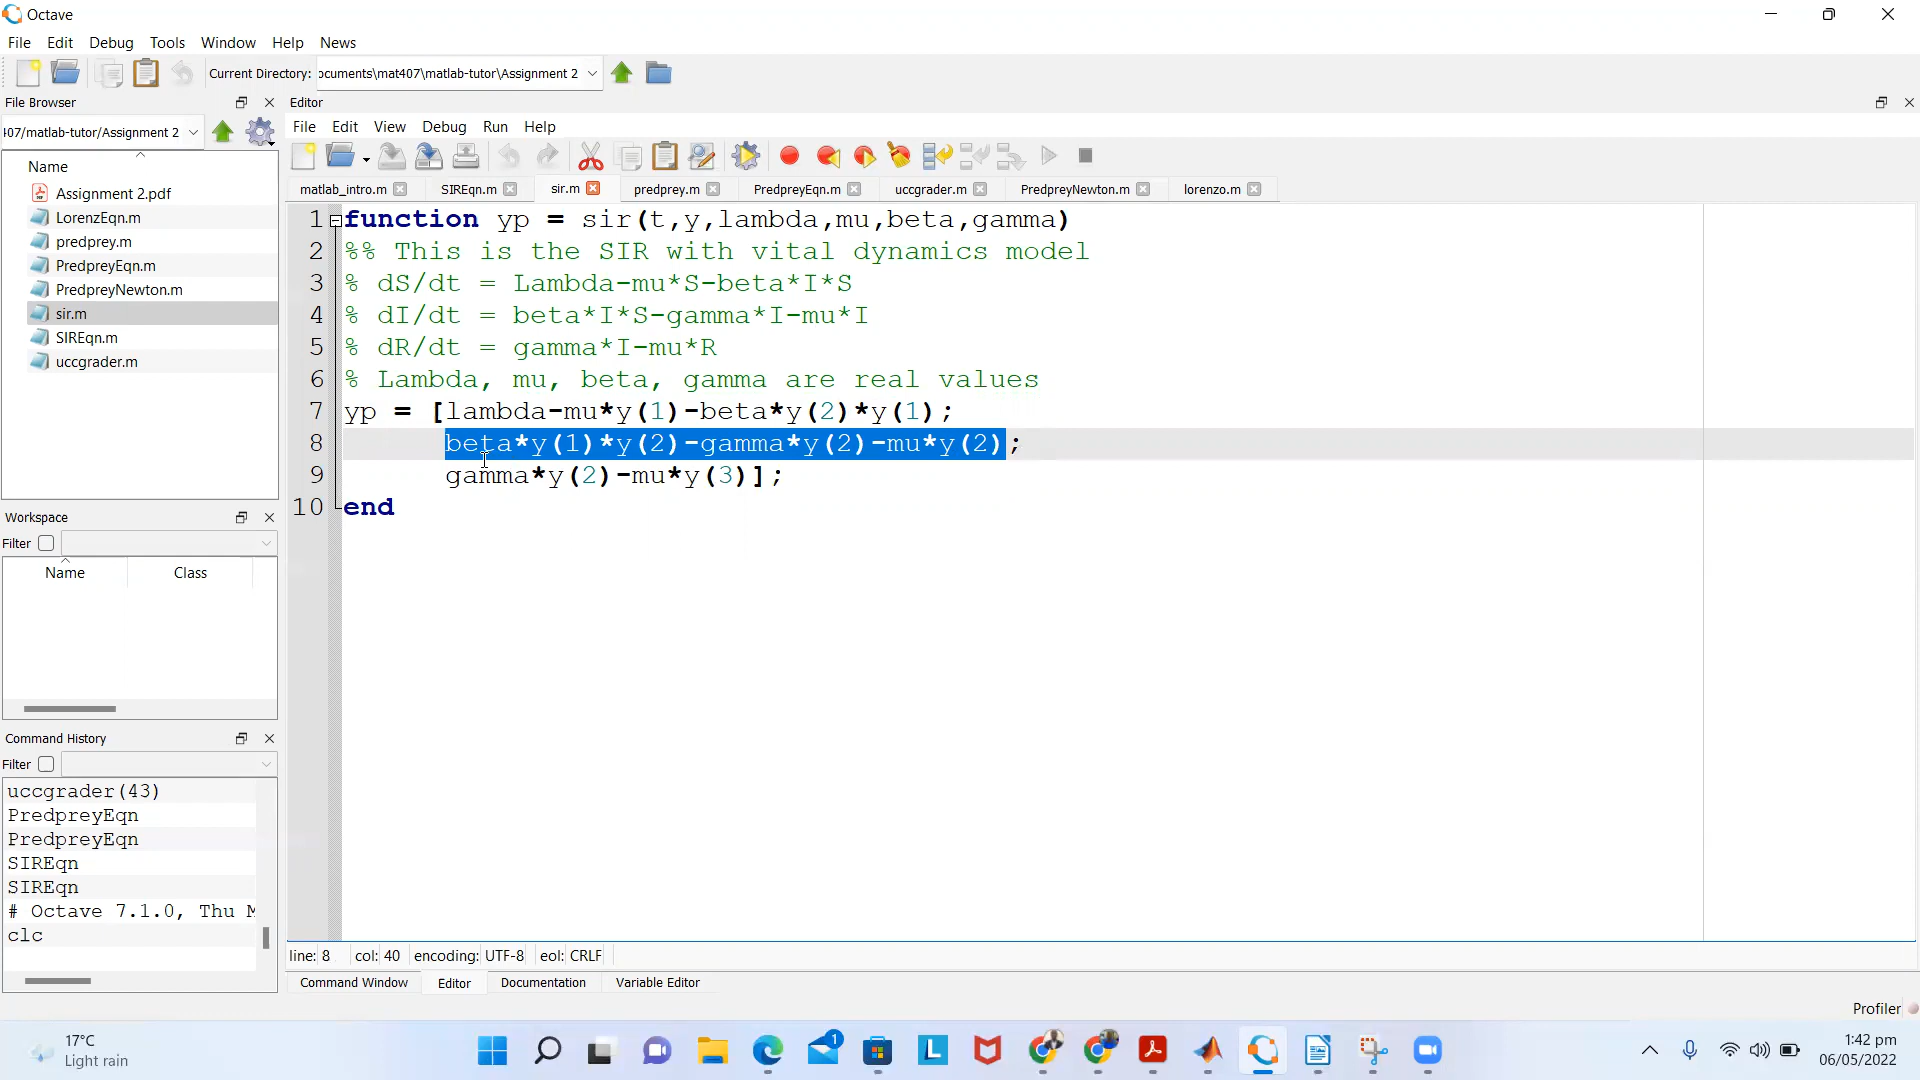 Octave
File Edit Debug Tools Window Help News
Current Directory: ocuments\mat407\matlab-tutor\Assignment 2
File Browser
Editor
I07/matlab-tutor/Assignment 2
File Edit View Debug Run Help
matlab_intro.m SIREqn.m sir.m predprey.m PredpreyEqn.m uccgrader.m PredpreyNewton.m lorenzo.m
Name
Assignment 2.pdf
LorenzEqn.m
predprey.m
PredpreyEqn.m
PredpreyNewton.m
sir.m
SIREqn.m
uccgrader.m
1 function yp = sir(t,y,lambda,mu,beta,gamma)
2 %% This is the SIR with vital dynamics model
3 % dS/dt = Lambda-mu*S-beta*I*S
4 % dI/dt = beta*I*S-gamma*I-mu*I
5 % dR/dt = gamma*I-mu*R
6 % Lambda, mu, beta, gamma are real values
7 yp = [lambda-mu*y(1)-beta*y(2)*y(1);
8 beta*y(1)*y(2)-gamma*y(2)-mu*y(2);
9 gamma*y(2)-mu*y(3)];
10 end
Workspace
Filter
Name Class
Command History
Filter
uccgrader(43)
PredpreyEqn
PredpreyEqn
SIREqn
SIREqn
# Octave 7.1.0, Thu M
clc
line: 8 col: 40 encoding: UTF-8 eol: CRLF
Command Window Editor Documentation Variable Editor
Profiler
17°C
Light rain
1
L
1:42 pm
06/05/2022